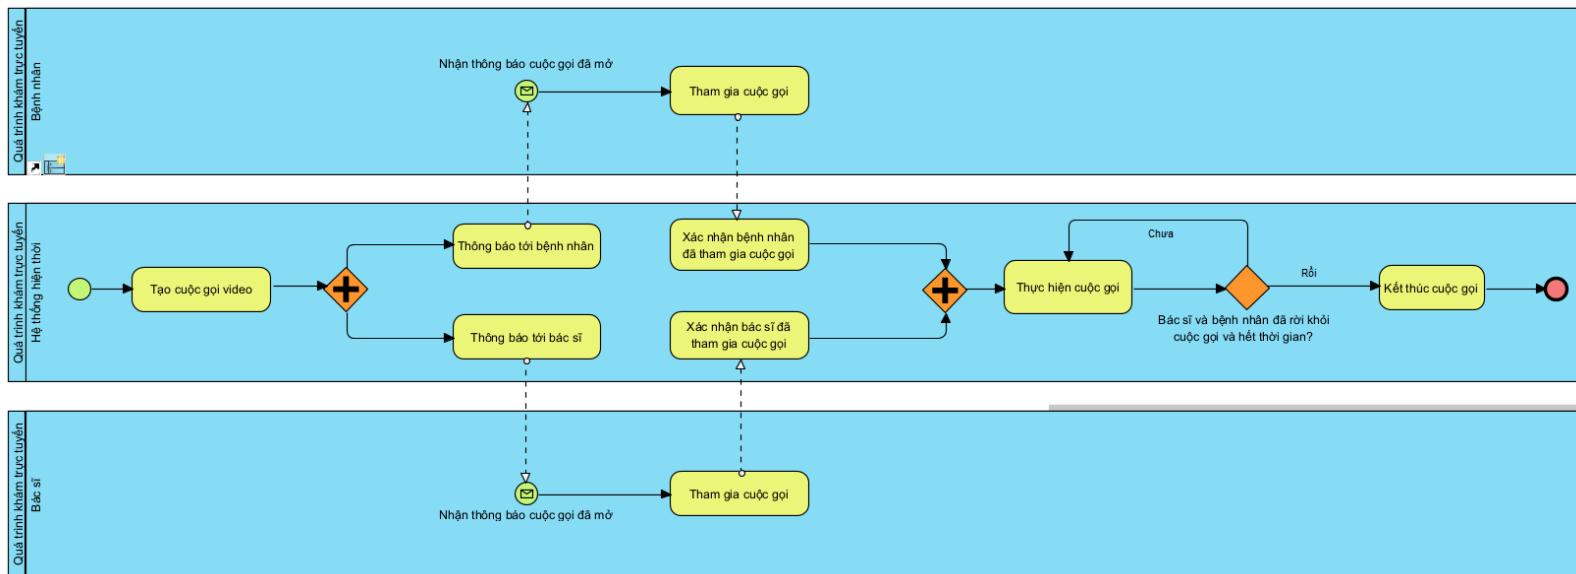 Quá trình khám trực tuyến
Bệnh nhân
Nhận thông báo cuộc gọi đã mở
Tham gia cuộc gọi
Quá trình khám trực tuyến
Hệ thống hiện thời
Tạo cuộc gọi video
Thông báo tới bệnh nhân
Thông báo tới bác sĩ
Xác nhận bệnh nhân
đã tham gia cuộc gọi
Xác nhận bác sĩ đã
tham gia cuộc gọi
Thực hiện cuộc gọi
Chưa
Rồi
Bác sĩ và bệnh nhân đã rời khỏi
cuộc gọi và hết thời gian?
Kết thúc cuộc gọi
Quá trình khám trực tuyến
Bác sĩ
Nhận thông báo cuộc gọi đã mở
Tham gia cuộc gọi